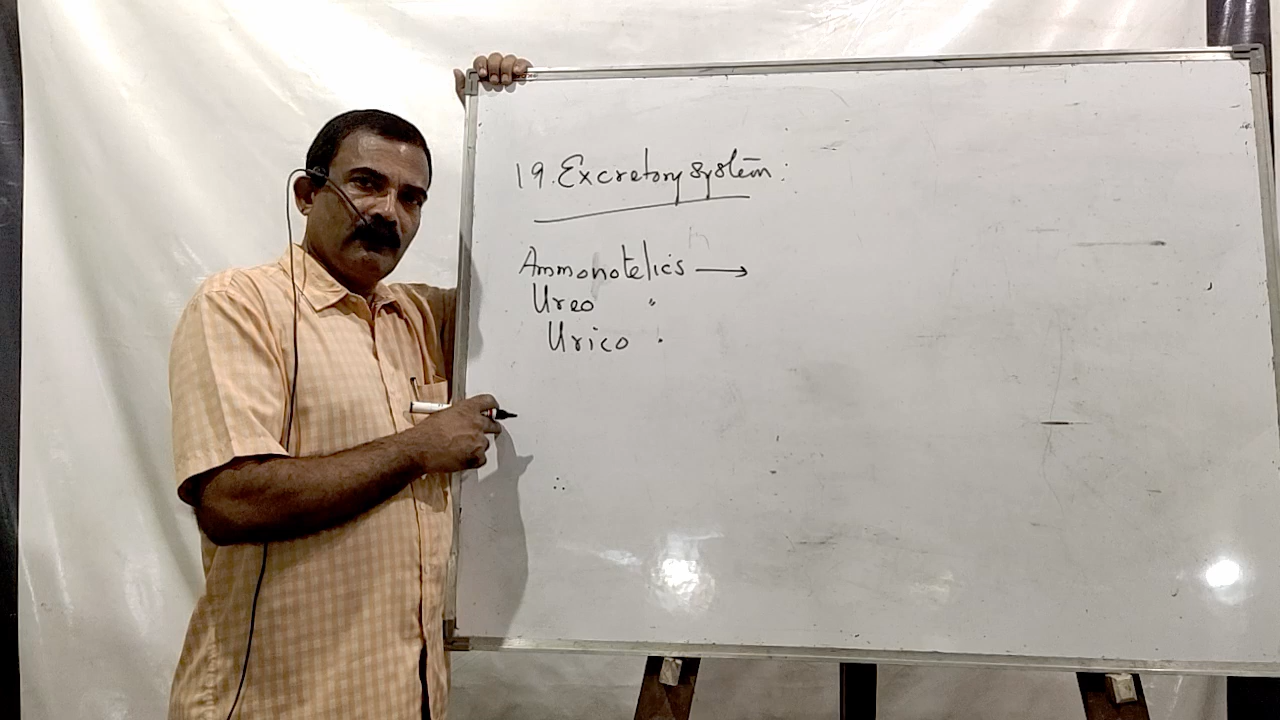 19. Excretory system :
Ammonotelics →
Ureo "
Urico "